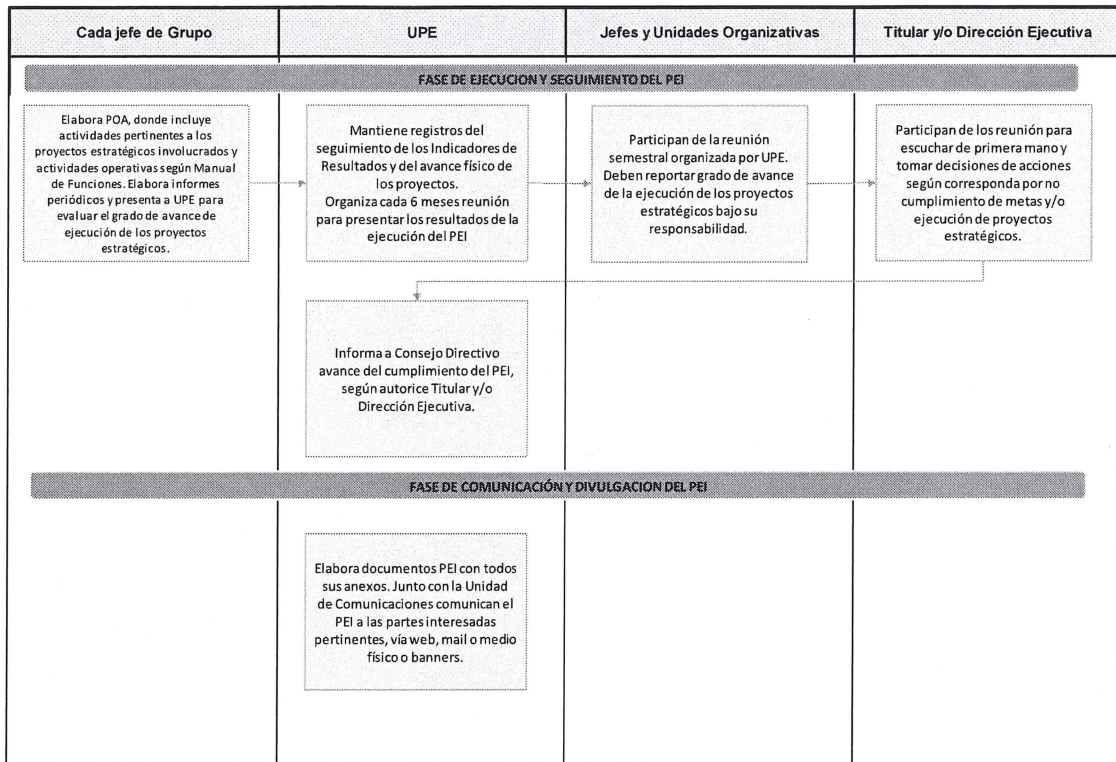 Cada jefe de Grupo
UPE
Jefes y Unidades Organizativas
Titular y/o Dirección Ejecutiva
FASE DE EJECUCION Y SEGUIMIENTO DEL PEI
Elabora POA, donde incluye
actividades pertinentes a los
proyectos estratégicos involucrados y
actividades operativas según Manual
de Funciones. Elabora informes
periódicos y presenta a UPE para
evaluar el grado de avance de
ejecución de los proyectos
estratégicos.
Mantiene registros del
seguimiento de los Indicadores de
Resultados y del avance físico de
los proyectos.
Organiza cada 6 meses reunión
para presentar los resultados de la
ejecución del PEI
Participan de la reunión
semestral organizada por UPE.
Deben reportar grado de avance
de la ejecución de los proyectos
estratégicos bajo su
responsabilidad.
Participan de los reunión para
escuchar de primera mano y
tomar decisiones de acciones
según corresponda por no
cumplimiento de metas y/o
ejecución de proyectos
estratégicos.
Informa a Consejo Directivo
avance del cumplimiento del PEI,
según autorice Titular y/o
Dirección Ejecutiva.
FASE DE COMUNICACIÓN Y DIVULGACION DEL PEI
Elabora documentos PEI con todos
sus anexos. Junto con la Unidad
de Comunicaciones comunican el
PEI a las partes interesadas
pertinentes, vía web, mail o medio
físico o banners.